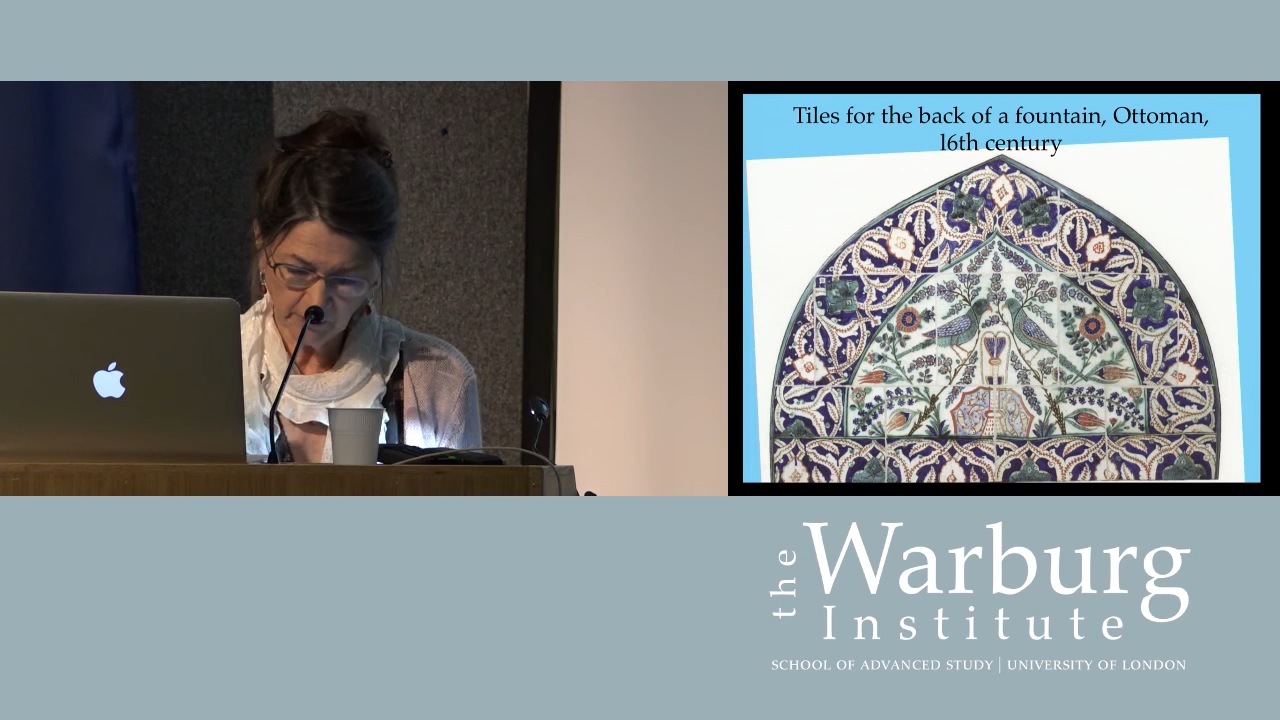 Tiles for the back of a fountain, Ottoman,
16th century
the Warburg
Institute
SCHOOL OF ADVANCED STUDY | UNIVERSITY OF LONDON